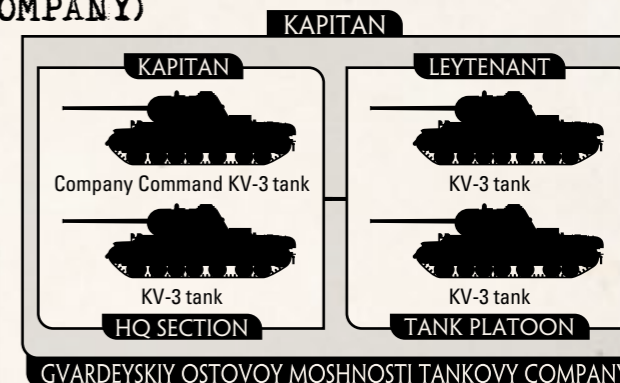 OMPANY)
KAPITAN
KAPITAN
Company Command KV-3 tank
KV-3 tank
HQ SECTION
LEYTENANT
KV-3 tank
KV-3 tank
TANK PLATOON
GVARDEYSKIY OSTOVOY MOSHNOSTI TANKOVY COMPANY